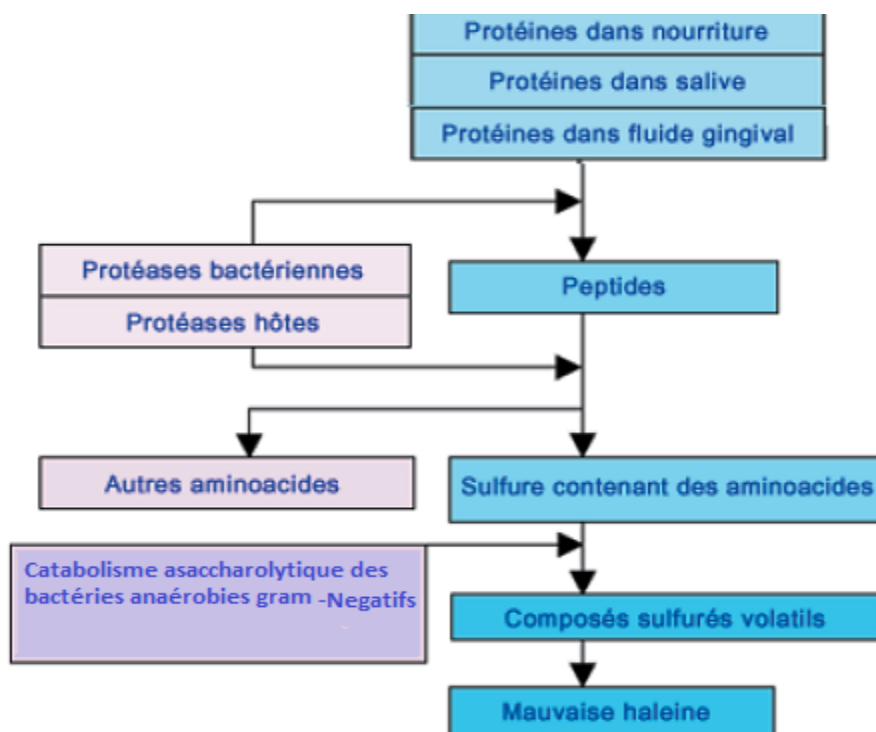 Protéines dans nourriture
Protéines dans salive
Protéines dans fluide gingival
Protéases bactériennes
Protéases hôtes
Peptides
Autres aminoacides
Sulfure contenant des aminoacides
Catabolisme asaccharolytique des
bactéries anaérobies gram -Negatifs
Composés sulfurés volatils
Mauvaise haleine